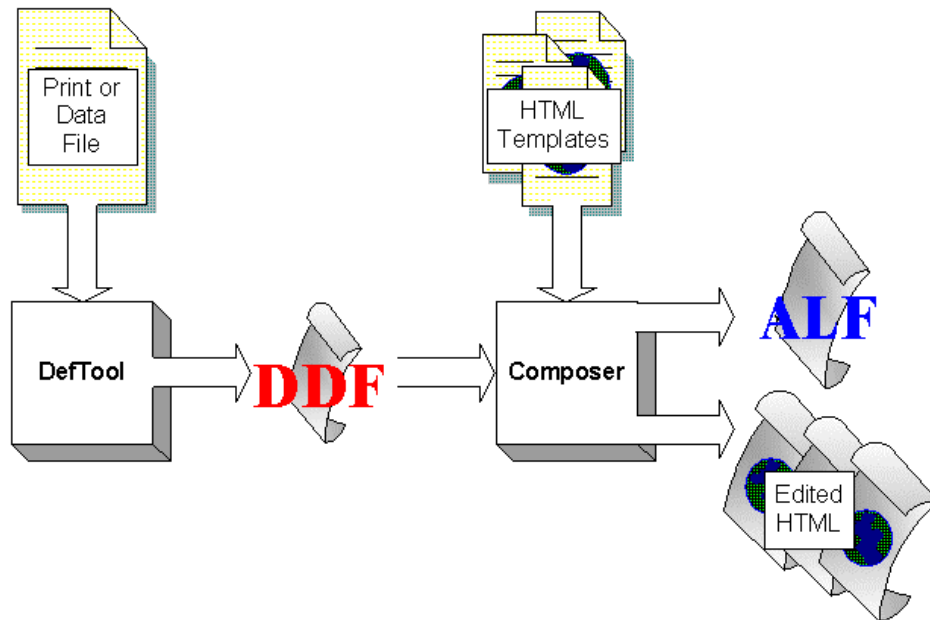 Print or
Data
File
HTML
Templates
DefTool
DDF
Composer
ALF
Edited
HTML